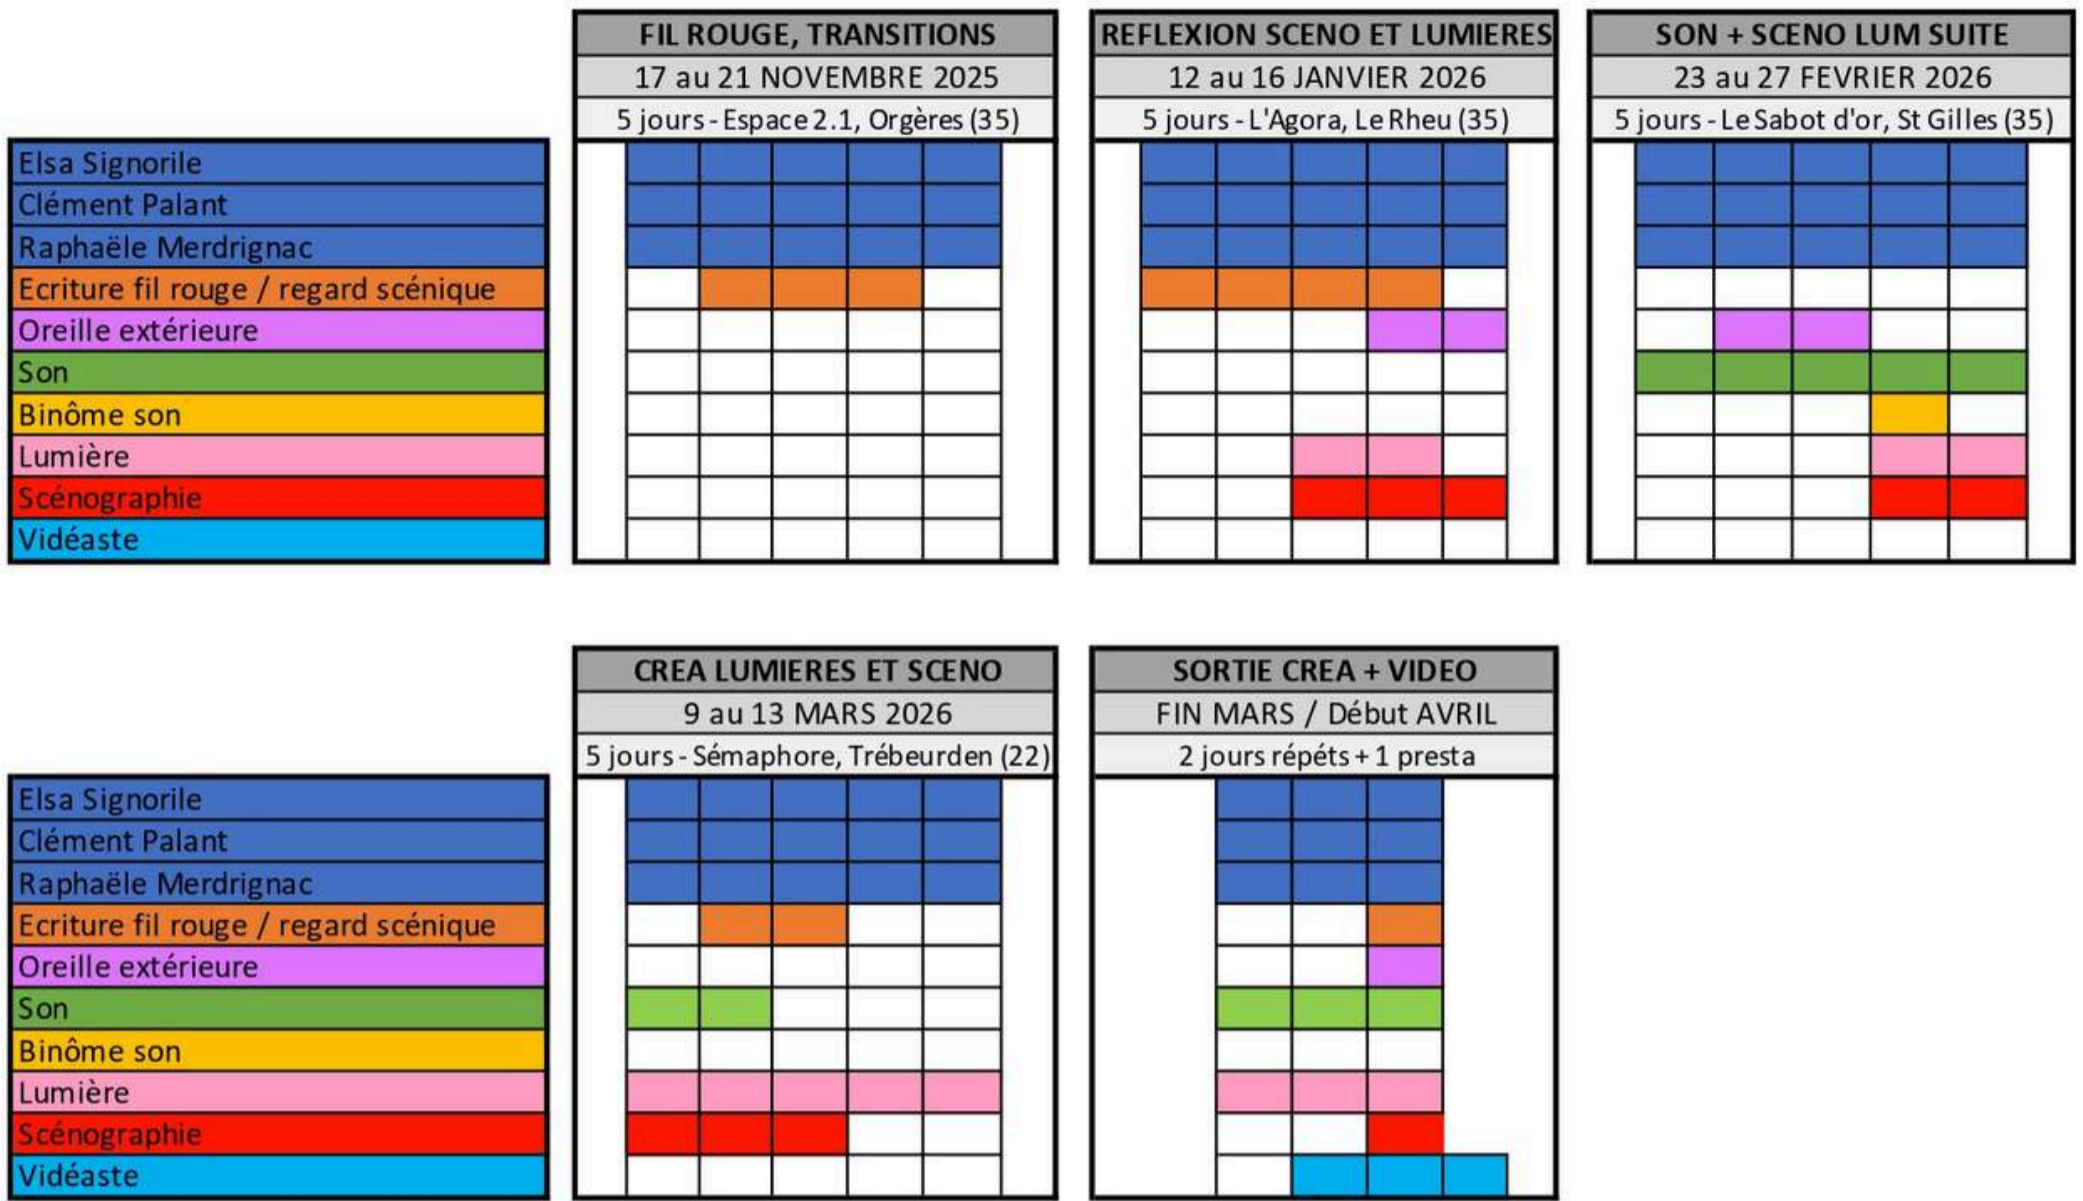 FIL ROUGE, TRANSITIONS
17 au 21 NOVEMBRE 2025
5 jours - Espace 2.1, Orgères (35)
REFLEXION SCENO ET LUMIERES
12 au 16 JANVIER 2026
5 jours - L'Agora, Le Rheu (35)
SON + SCENO LUM SUITE
23 au 27 FEVRIER 2026
5 jours - Le Sabot d'or, St Gilles (35)
Elsa Signorile
Clément Palant
Raphaële Merdrignac
Ecriture fil rouge / regard scénique
Oreille extérieure
Son
Binôme son
Lumière
Scénographie
Vidéaste
CREA LUMIERES ET SCENO
9 au 13 MARS 2026
5 jours - Sémaphore, Trébeurden (22)
SORTIE CREA + VIDEO
FIN MARS / Début AVRIL
2 jours répéts + 1 presta
Elsa Signorile
Clément Palant
Raphaële Merdrignac
Ecriture fil rouge / regard scénique
Oreille extérieure
Son
Binôme son
Lumière
Scénographie
Vidéaste